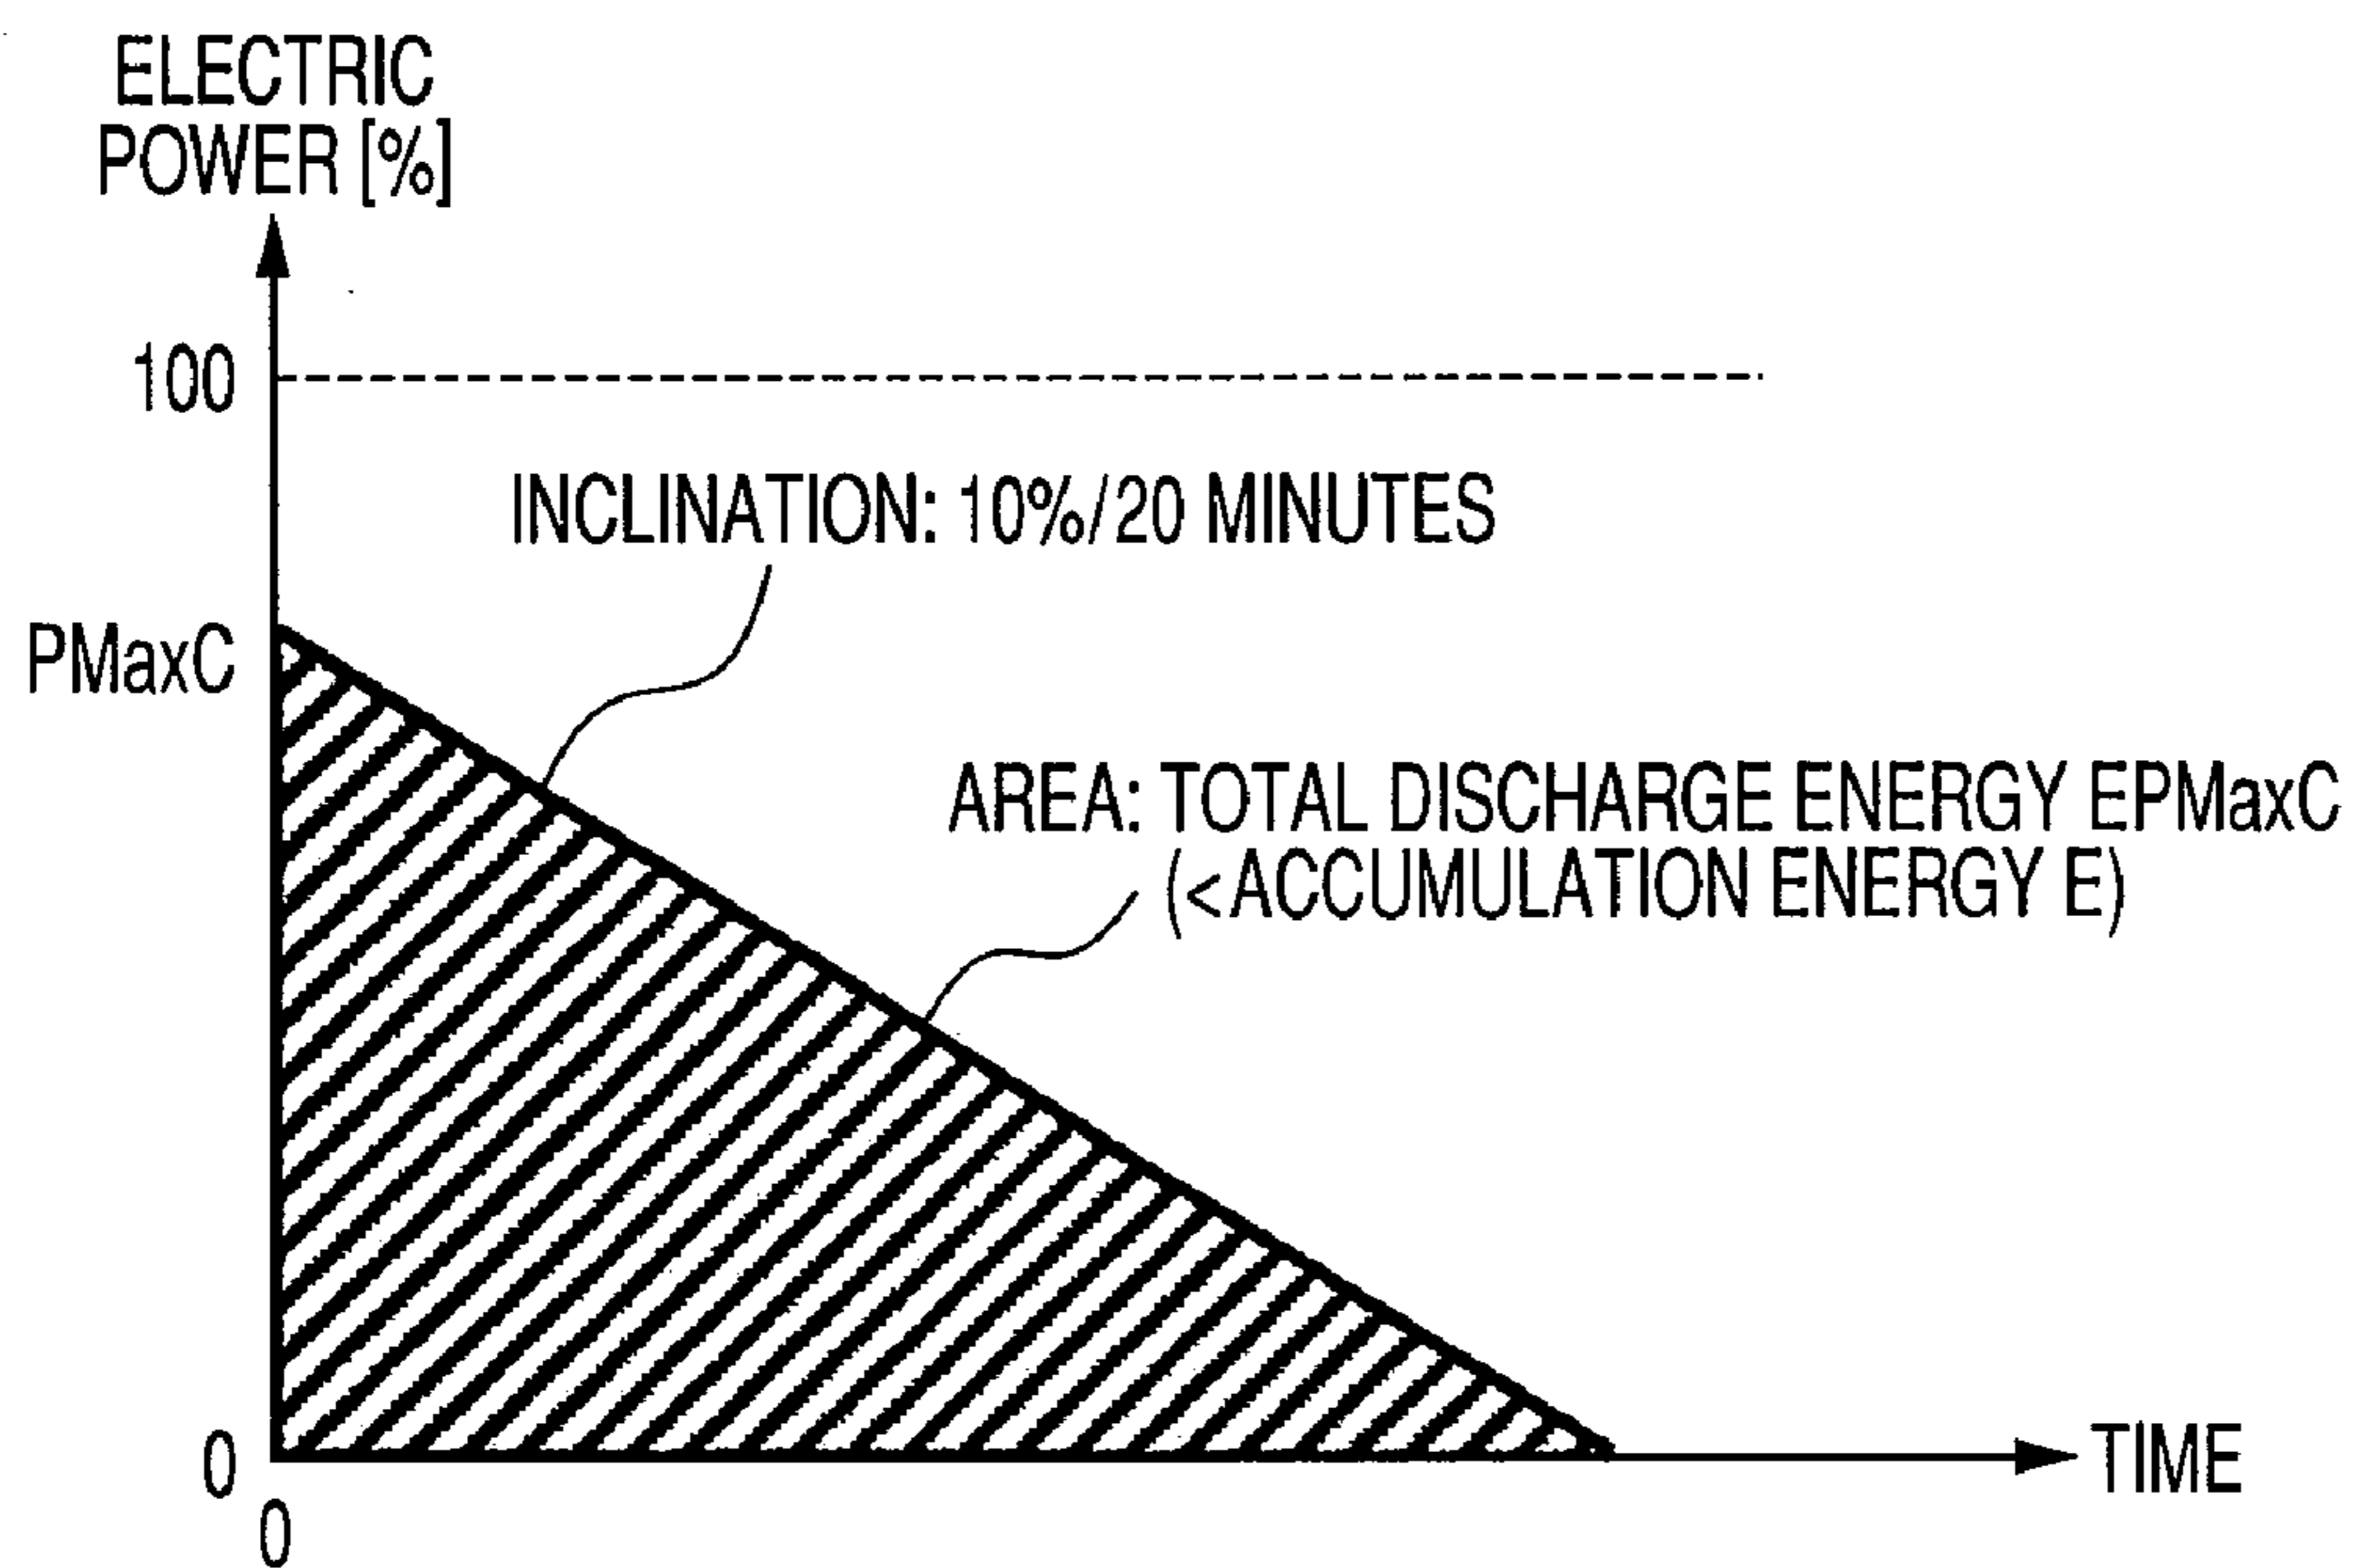 ELECTRIC
POWER [%]
100
INCLINATION: 10%/20 MINUTES
PMaxC
AREA: TOTAL DISCHARGE ENERGY EPMaxC
(<ACCUMULATION ENERGY E)
0
TIME
0